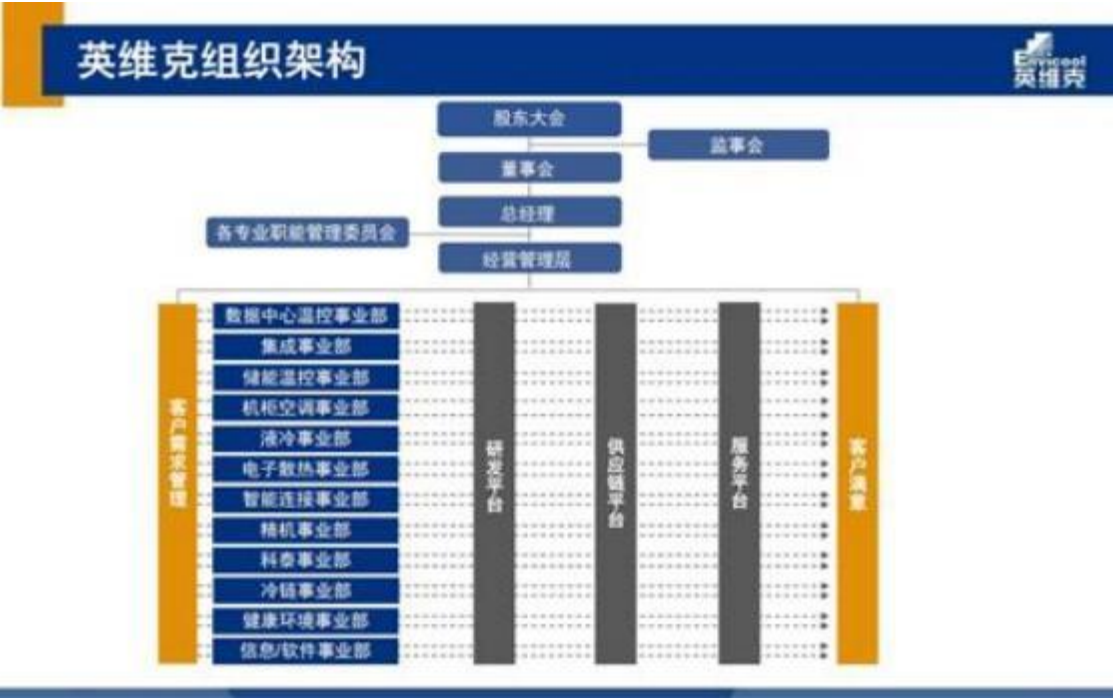 英维克组织架构
Envicool
英维克
股东大会
监事会
董事会
总经理
各专业职能管理委员会
经营管理层
客户需求管理
数据中心温控事业部
集成事业部
储能温控事业部
机柜空调事业部
液冷事业部
电子散热事业部
智能连接事业部
精机事业部
科泰事业部
冷链事业部
健康环境事业部
信息/软件事业部
研发平台
供应链平台
服务平台
客户满意